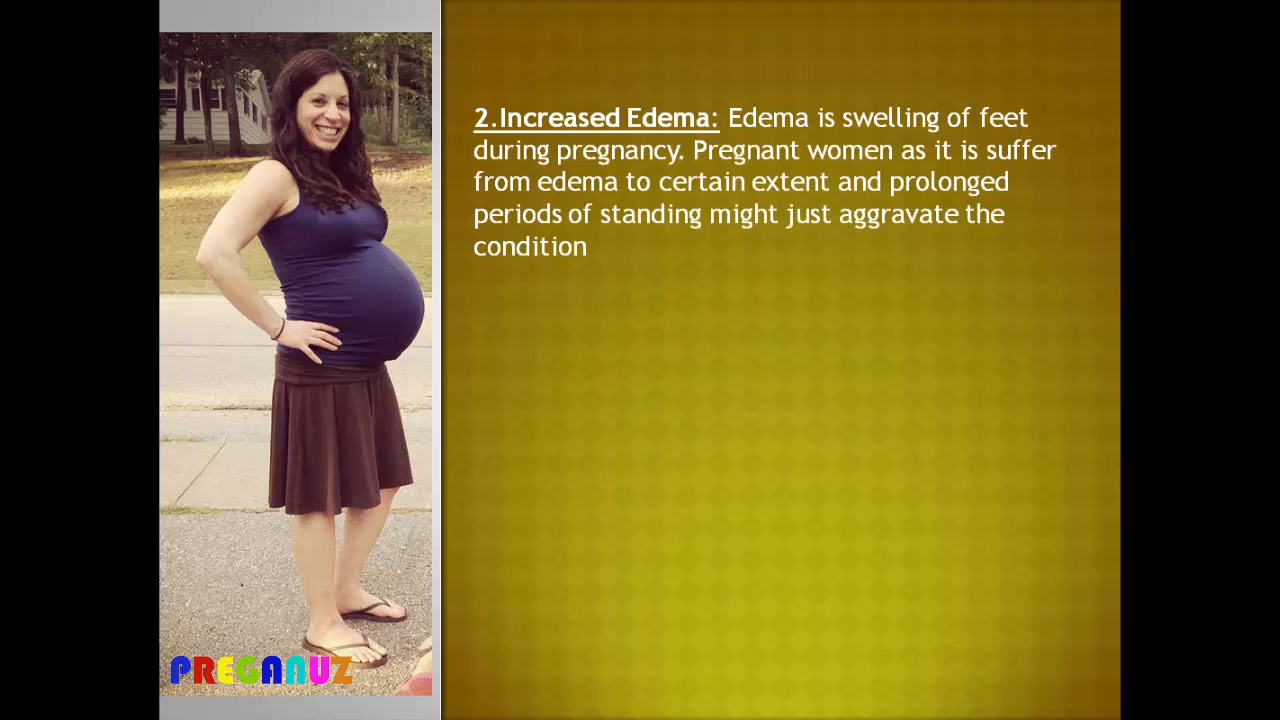 2.Increased Edema: Edema is swelling of feet
during pregnancy. Pregnant women as it is suffer
from edema to certain extent and prolonged
periods of standing might just aggravate the
condition
PREGANUZ